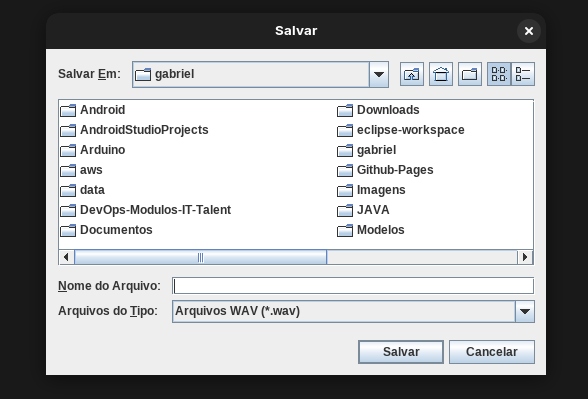 Salvar
Salvar Em: gabriel
Android
AndroidStudioProjects
Arduino
aws
data
DevOps-Modulos-IT-Talent
Documentos
Downloads
eclipse-workspace
gabriel
Github-Pages
Imagens
JAVA
Modelos
Nome do Arquivo:
Arquivos do Tipo: Arquivos WAV (*.wav)
Salvar Cancelar